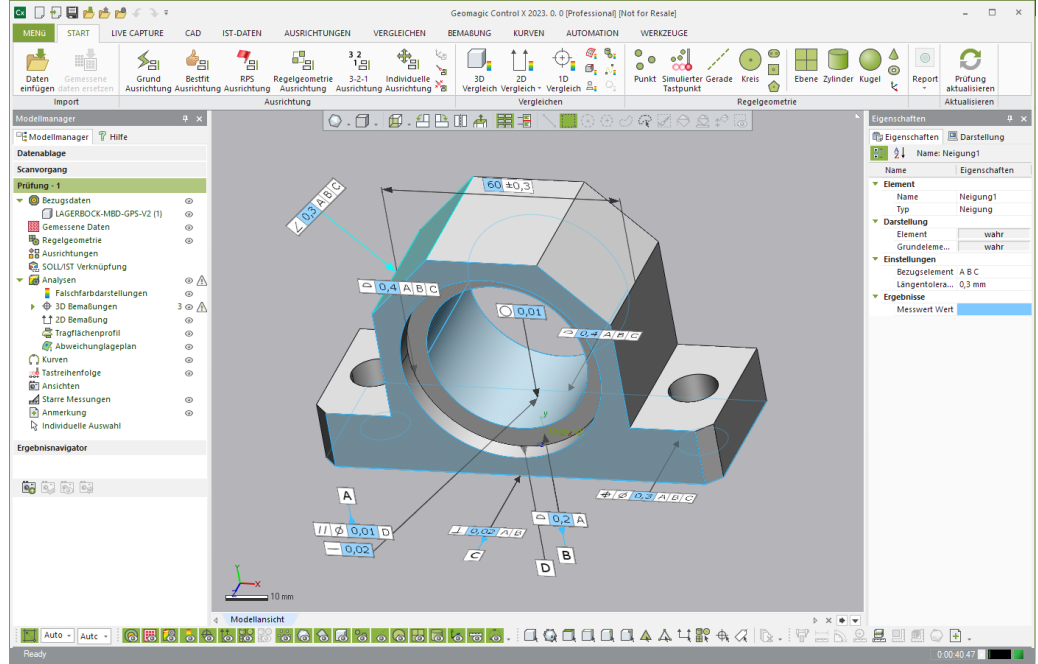 Geomagic Control X 2023. 0. 0 [Professional] [Not for Resale]
MENÜ START LIVE CAPTURE CAD IST-DATEN AUSRICHTUNGEN VERGLEICHEN BEMAßUNG KURVEN AUTOMATION WERKZEUGE
Daten einfügen
Gemessene daten ersetzen
Grund Ausrichtung
Bestfit Ausrichtung
RPS Ausrichtung
Regelgeometrie Ausrichtung
3-2-1 Ausrichtung
Individuelle Ausrichtung
3D Vergleich
2D Vergleich
1D Vergleich
Punkt
Simulierter Tastpunkt
Gerade
Kreis
Ebene
Zylinder
Kugel
Report
Prüfung aktualisieren
Import Ausrichtung Vergleichen Regelgeometrie Aktualisieren
Modellmanager
Modellmanager Hilfe
Datenablage
Scanvorgang
Prüfung - 1
Bezugsdaten
LAGERBOCK-MBD-GPS-V2 (1)
Gemessene Daten
Regelgeometrie
Ausrichtungen
SOLL/IST Verknüpfung
Analysen
Falschfarbdarstellungen
3D Bemaßungen 3
2D Bemaßung
Tragflächenprofil
Abweichunglageplan
Kurven
Tastreihenfolge
Ansichten
Starre Messungen
Anmerkung
Individuelle Auswahl
Ergebnisnavigator
60 ±0,3
0,3 A B C
0,4 A B C
0,01
0,4 A B C
y
0,2 A B C
A
// ø 0,01 D
0,02
0,02 A B
C
0,2 A
B
D
Y
X
Z
10 mm
Modellansicht
Eigenschaften
Eigenschaften Darstellung
Name: Neigung1
Name Eigenschaften
Element
Name Neigung1
Typ Neigung
Darstellung
Element wahr
Grundeleme... wahr
Einstellungen
Bezugselement A B C
Längentolera... 0,3 mm
Ergebnisse
Messwert Wert
Auto Autc
Ready 0:00:40.47